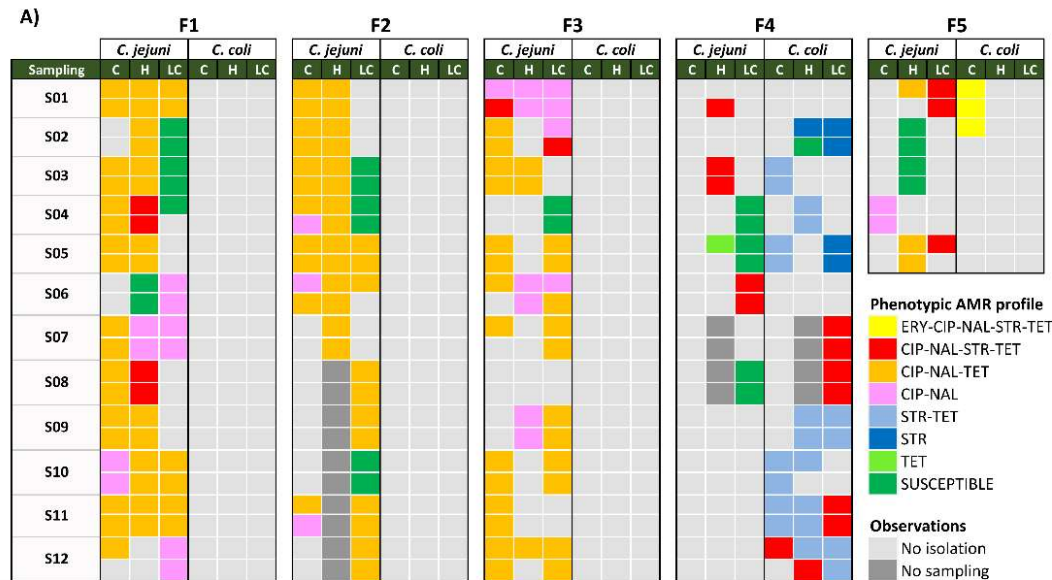 A)
F1 F2 F3 F4 F5
C. jejuni C. coli C. jejuni C. coli C. jejuni C. coli C. jejuni C. coli C. jejuni C. coli
Sampling C H LC C H LC C H LC C H LC C H LC C H LC C H LC C H LC C H LC C H LC
S01
S02
S03
S04
S05
S06
S07
S08
S09
S10
S11
S12
Phenotypic AMR profile
ERY-CIP-NAL-STR-TET
CIP-NAL-STR-TET
CIP-NAL-TET
CIP-NAL
STR-TET
STR
TET
SUSCEPTIBLE
Observations
No isolation
No sampling